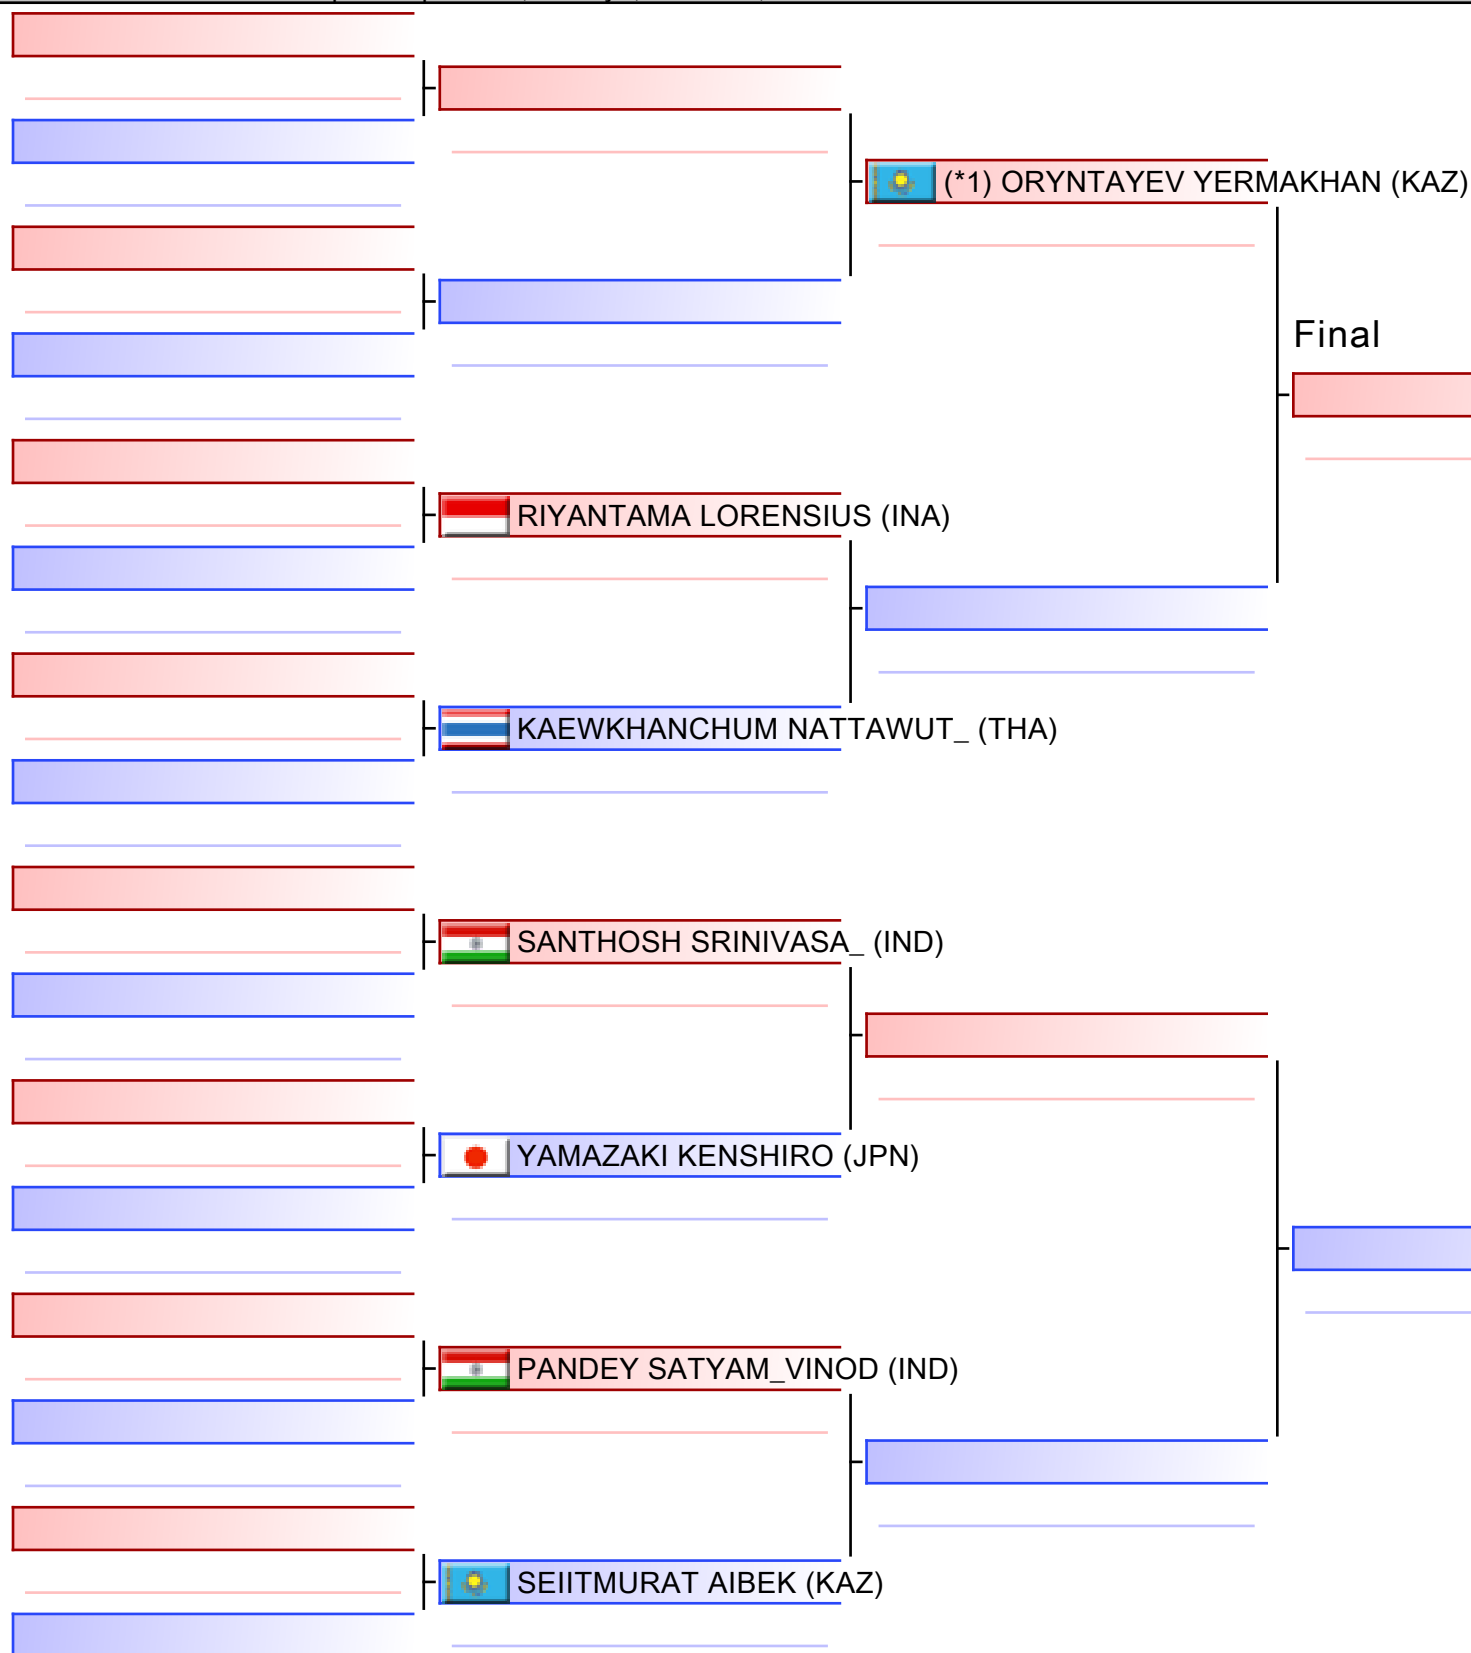 (*1) ORYNTAYEV YERMAKHAN (KAZ)
Final
RIYANTAMA LORENSIUS (INA)
KAEWKHANCHUM NATTAWUT_ (THA)
SANTHOSH SRINIVASA_ (IND)
YAMAZAKI KENSHIRO (JPN)
PANDEY SATYAM_VINOD (IND)
SEIITMURAT AIBEK (KAZ)